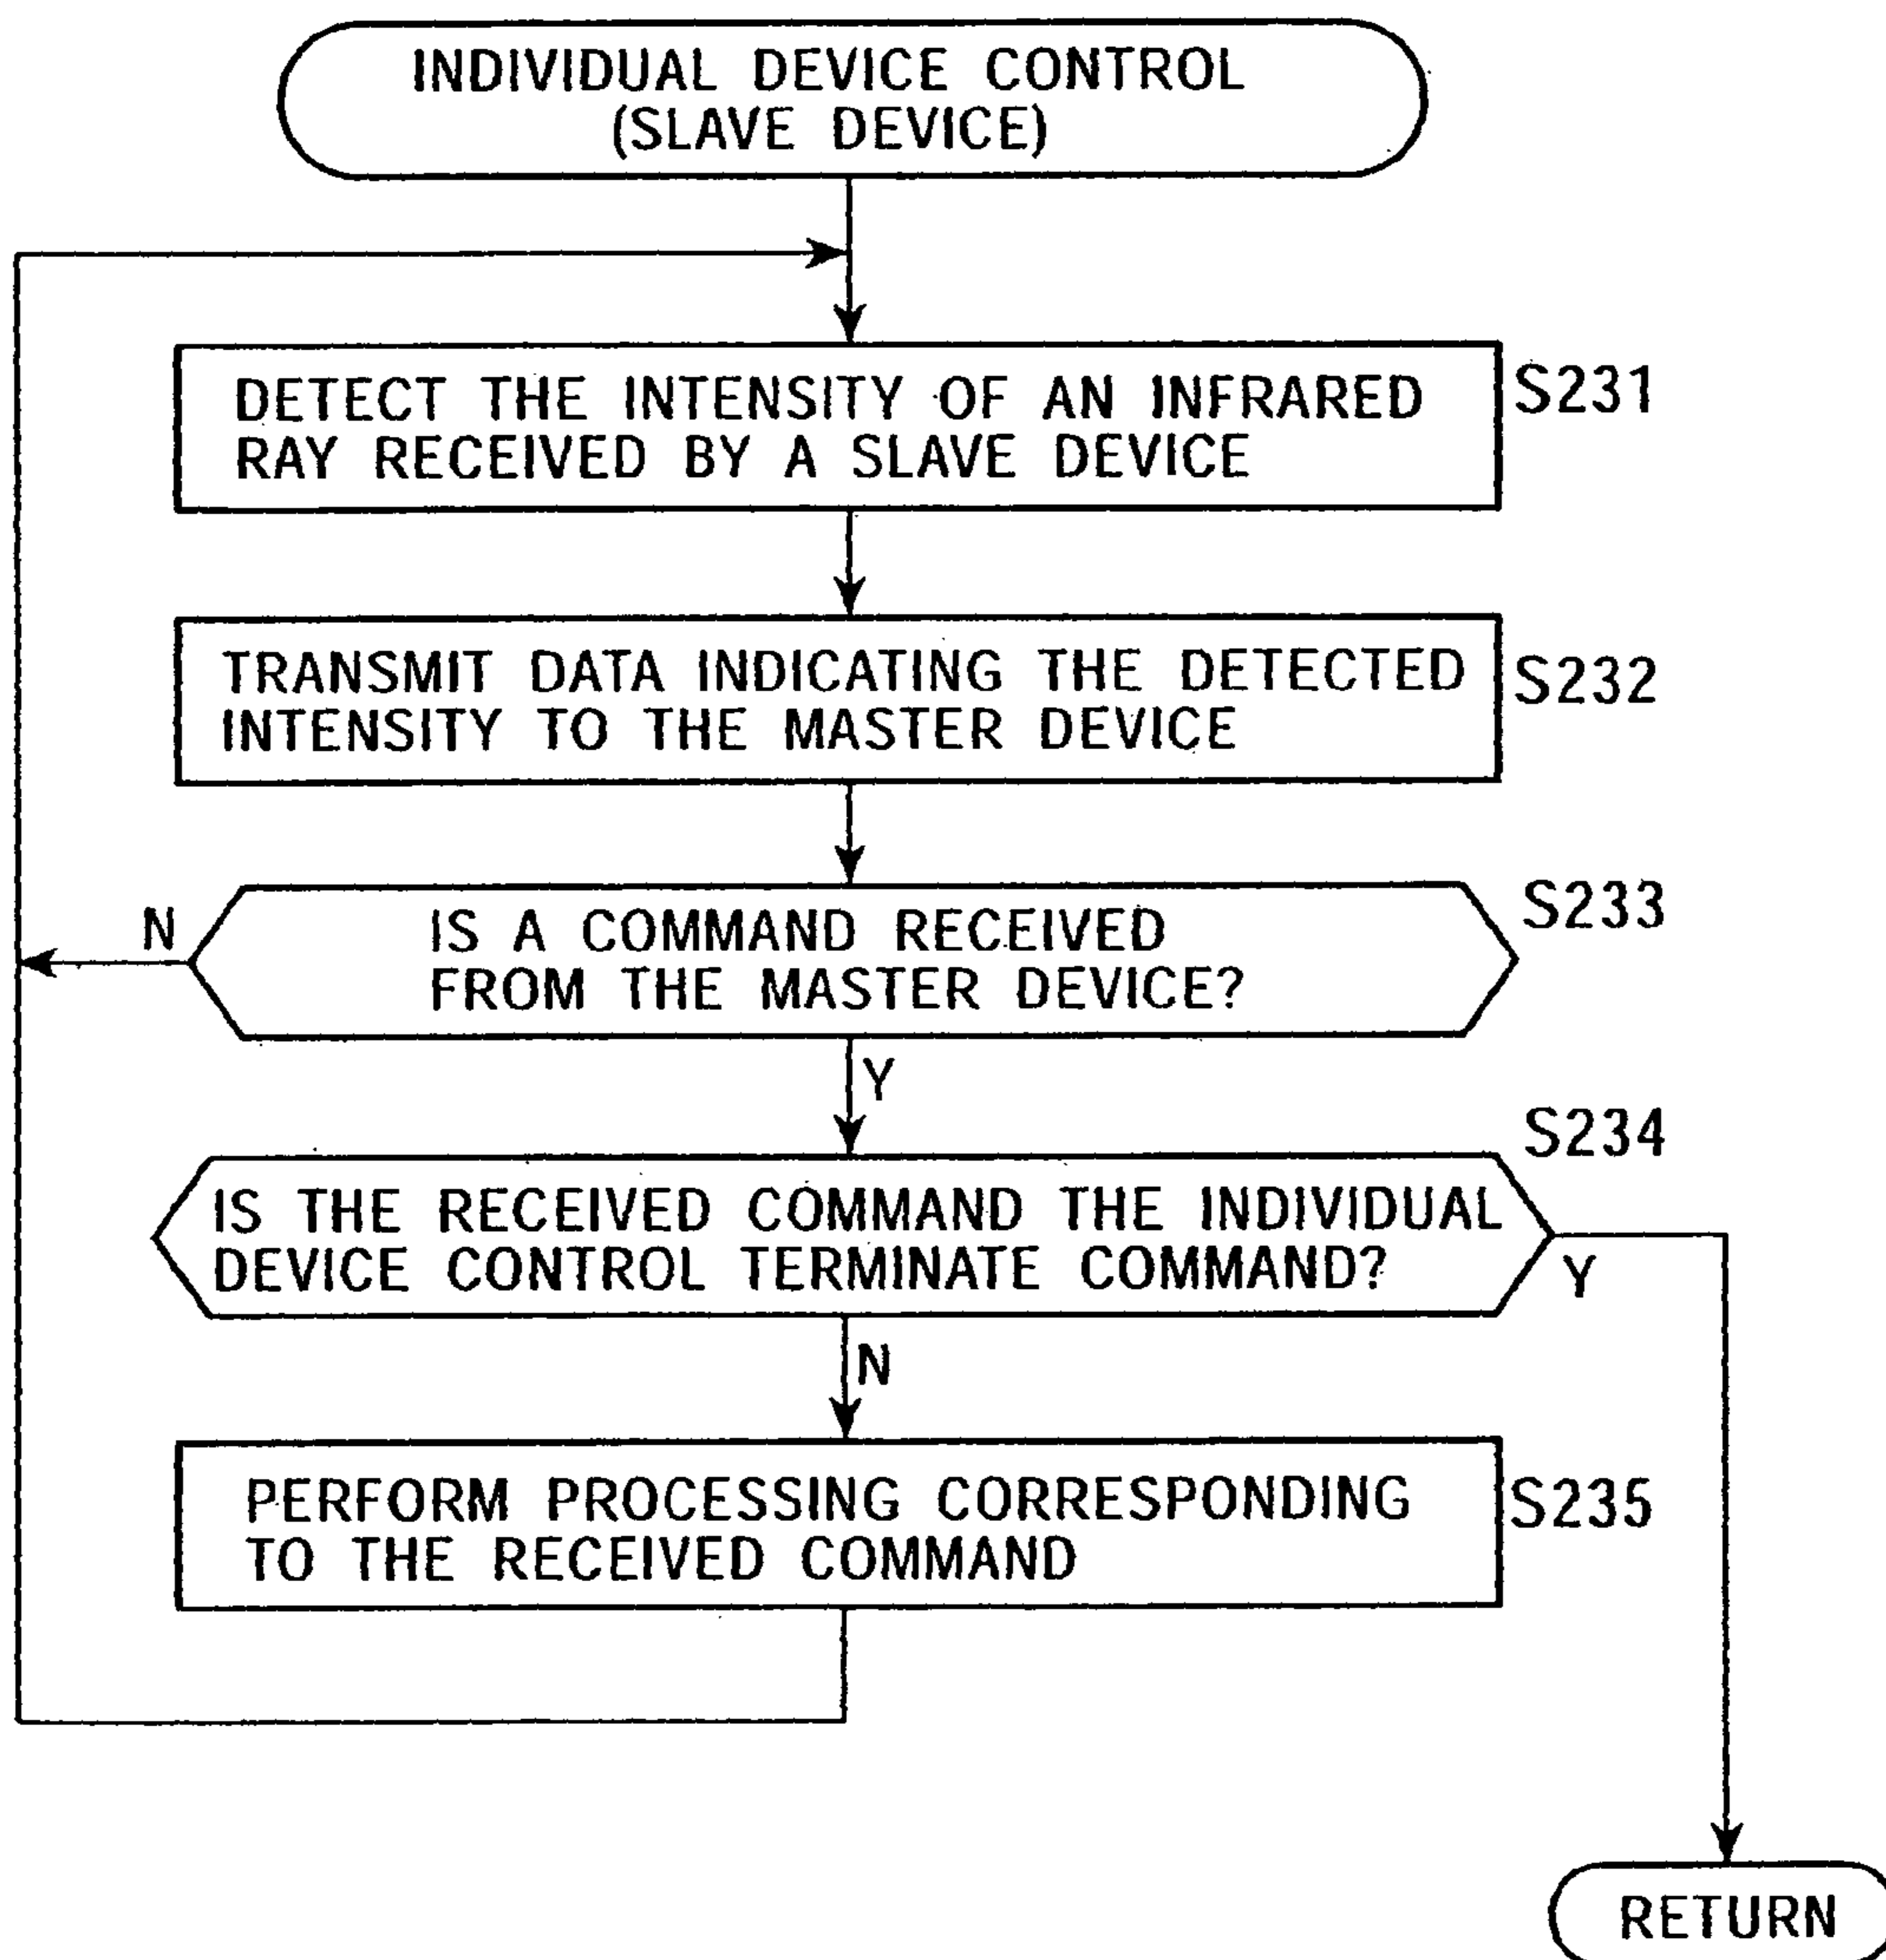 INDIVIDUAL DEVICE CONTROL
(SLAVE DEVICE)
DETECT THE INTENSITY OF AN INFRARED
RAY RECEIVED BY A SLAVE DEVICE
S231
TRANSMIT DATA INDICATING THE DETECTED
INTENSITY TO THE MASTER DEVICE
S232
IS A COMMAND RECEIVED
FROM THE MASTER DEVICE?
S233
N
Y
IS THE RECEIVED COMMAND THE INDIVIDUAL
DEVICE CONTROL TERMINATE COMMAND?
S234
Y
N
PERFORM PROCESSING CORRESPONDING
TO THE RECEIVED COMMAND
S235
RETURN